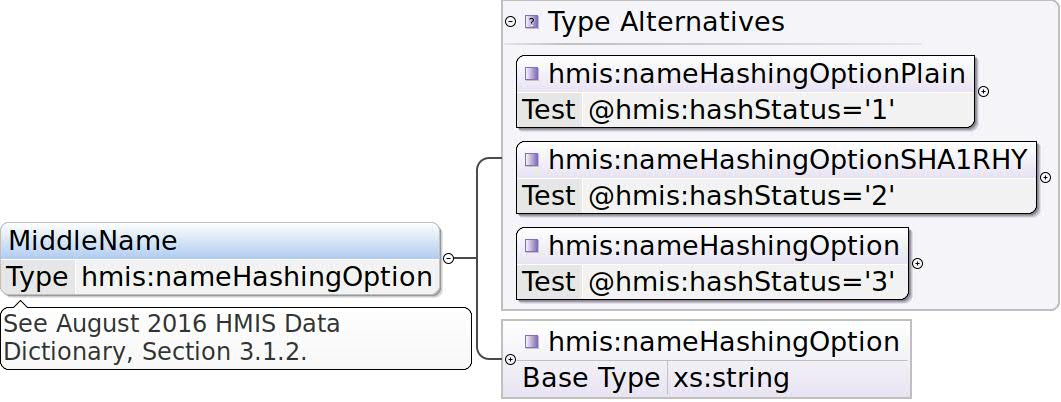 MiddleName
Type hmis:nameHashingOption
See August 2016 HMIS Data
Dictionary, Section 3.1.2.
Type Alternatives
hmis:nameHashingOptionPlain
Test @hmis:hashStatus='1'
hmis:nameHashingOptionSHA1RHY
Test @hmis:hashStatus='2'
hmis:nameHashingOption
Test @hmis:hashStatus='3'
hmis:nameHashingOption
Base Type xs:string